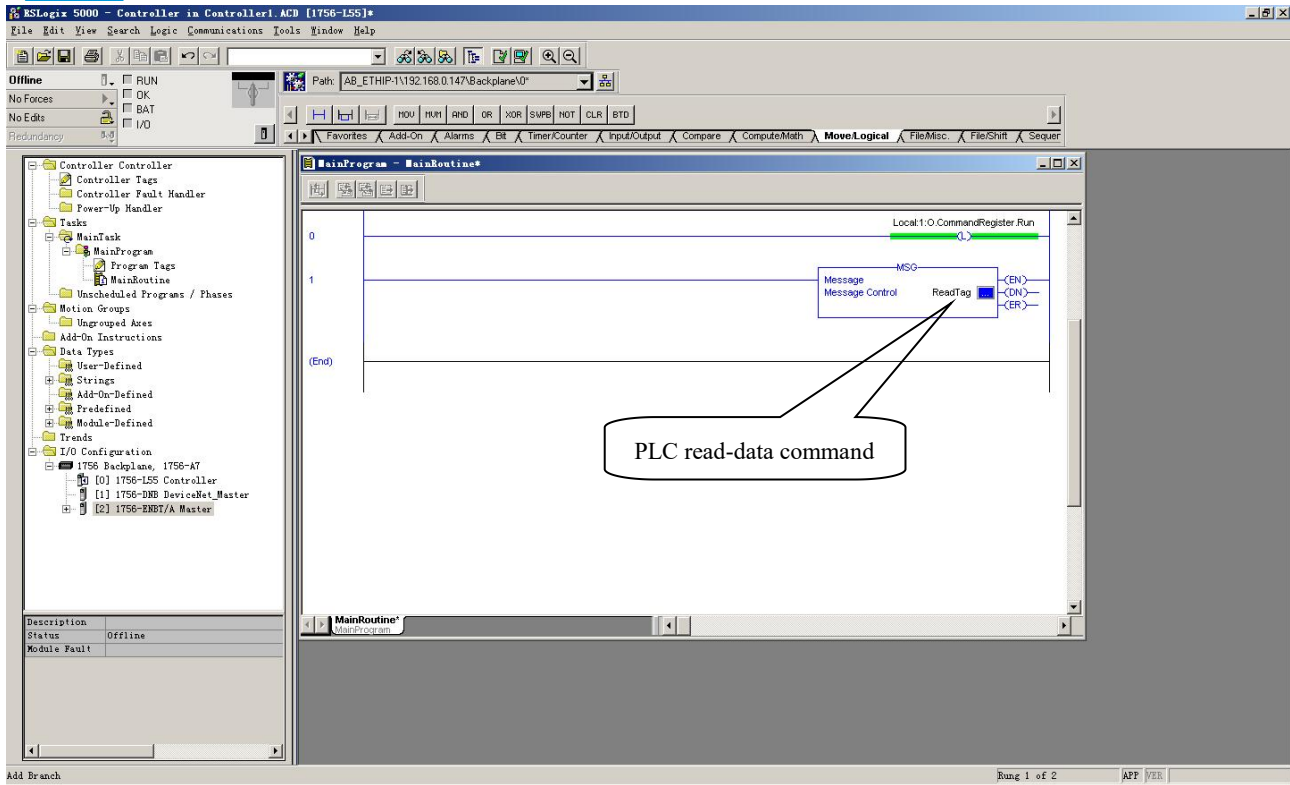 RSLogix 5000 - Controller in Controller1.ACD [1756-L55]*
File Edit View Search Logic Communications Tools Window Help
Offline
RUN
No Forces
OK
BAT
No Edits
I/O
Redundancy
Path: AB_ETHIP-1\192.168.0.147\Backplane\0*
MOV MVM AND OR XOR SWPB NOT CLR BTD
Favorites Add-On Alarms Bit Timer/Counter Input/Output Compare Compute/Math Move/Logical File/Misc. File/Shift Sequer
Controller Controller
Controller Tags
Controller Fault Handler
Power-Up Handler
Tasks
MainTask
MainProgram
Program Tags
MainRoutine
Unscheduled Programs / Phases
Motion Groups
Ungrouped Axes
Add-On Instructions
Data Types
User-Defined
Strings
Add-On-Defined
Predefined
Module-Defined
Trends
I/O Configuration
1756 Backplane, 1756-A7
[0] 1756-L55 Controller
[1] 1756-DNB DeviceNet_Master
[2] 1756-ENBT/A Master
Description
Status Offline
Module Fault
MainProgram - MainRoutine*
Local:1:O.CommandRegister.Run
0
(L)
1
MSG
Message
Message Control ReadTag ...
(EN)
(DN)
(ER)
(End)
PLC read-data command
MainRoutine*
MainProgram
Add Branch
Rung 1 of 2
APP
VER